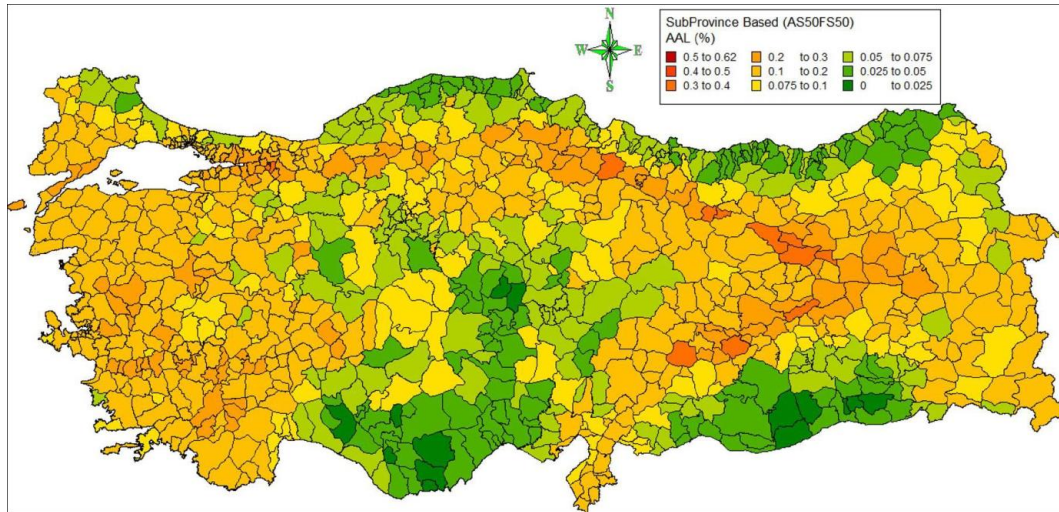 N
W E
S
SubProvince Based (AS50FS50)
AAL (%)
0.5 to 0.62 0.2 to 0.3 0.05 to 0.075
0.4 to 0.5 0.1 to 0.2 0.025 to 0.05
0.3 to 0.4 0.075 to 0.1 0 to 0.025